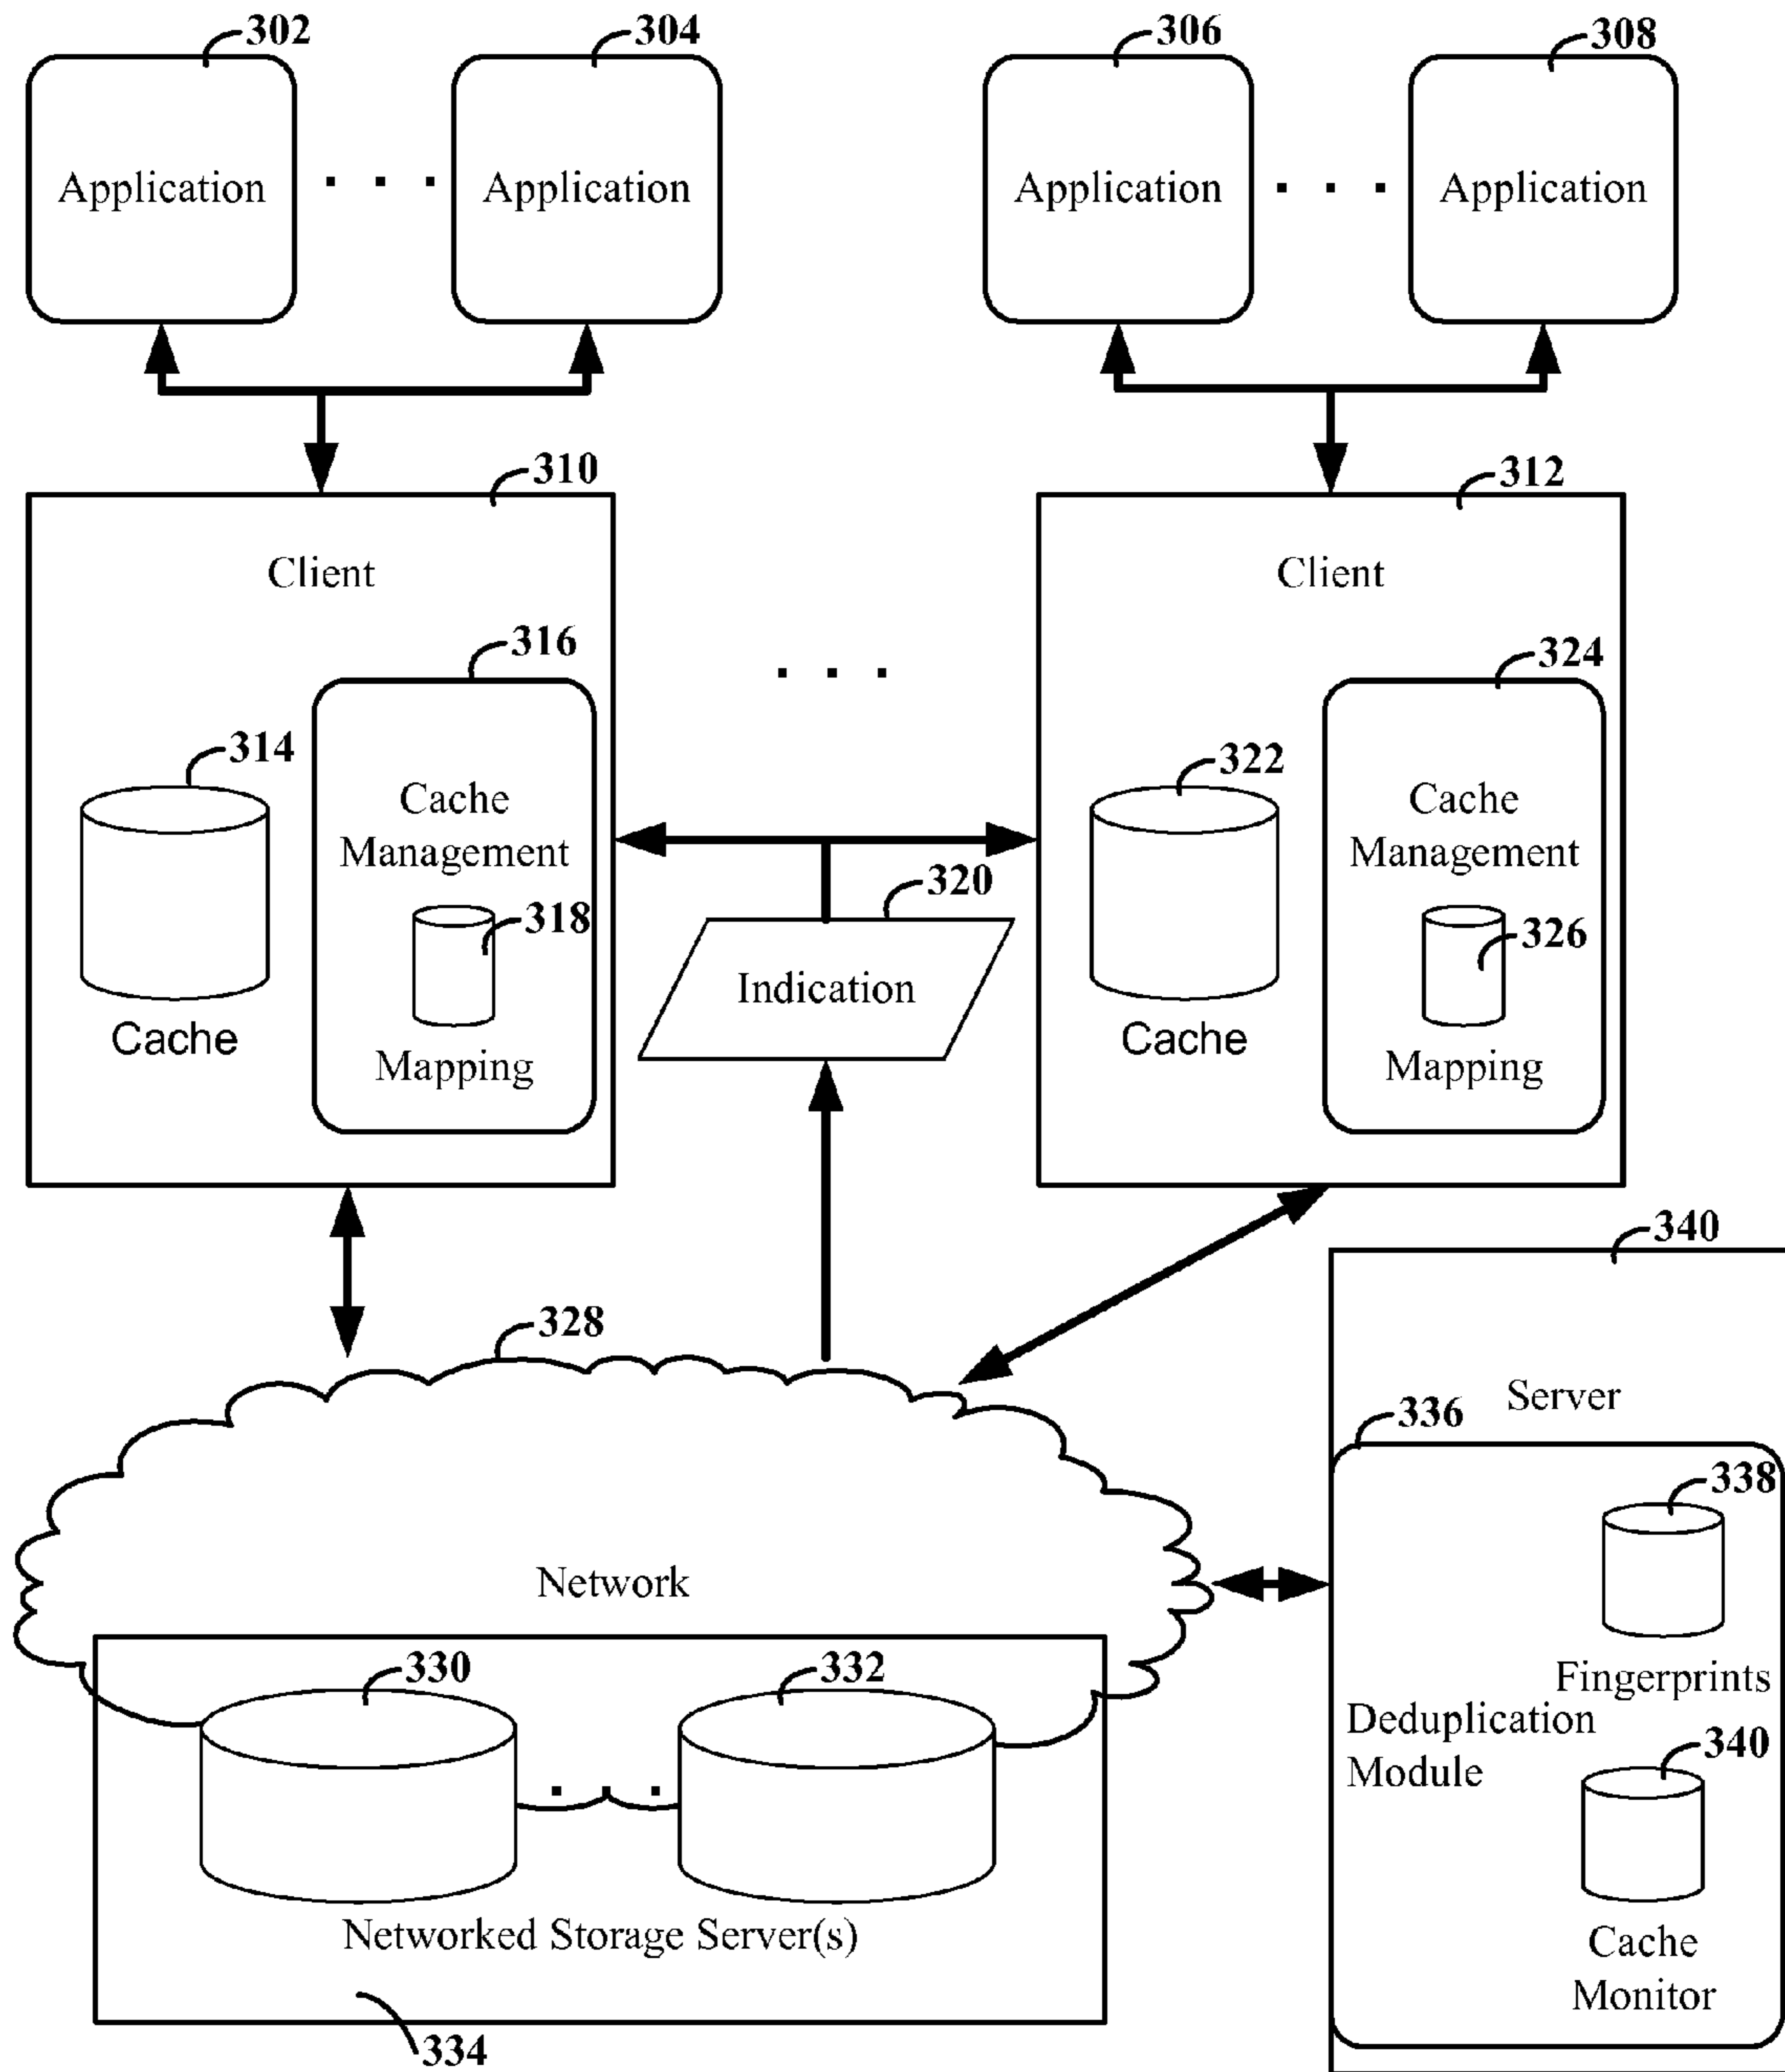 302
304
306
308
Application
. . .
Application
Application
. . .
Application
310
312
Client
Client
316
. . .
324
314
322
Cache
Management
Cache
Management
320
318
326
Indication
Cache
Cache
Mapping
Mapping
340
328
Server
336
338
Network
330
332
Fingerprints
Deduplication
Module
340
. . .
Networked Storage Server(s)
Cache
Monitor
334